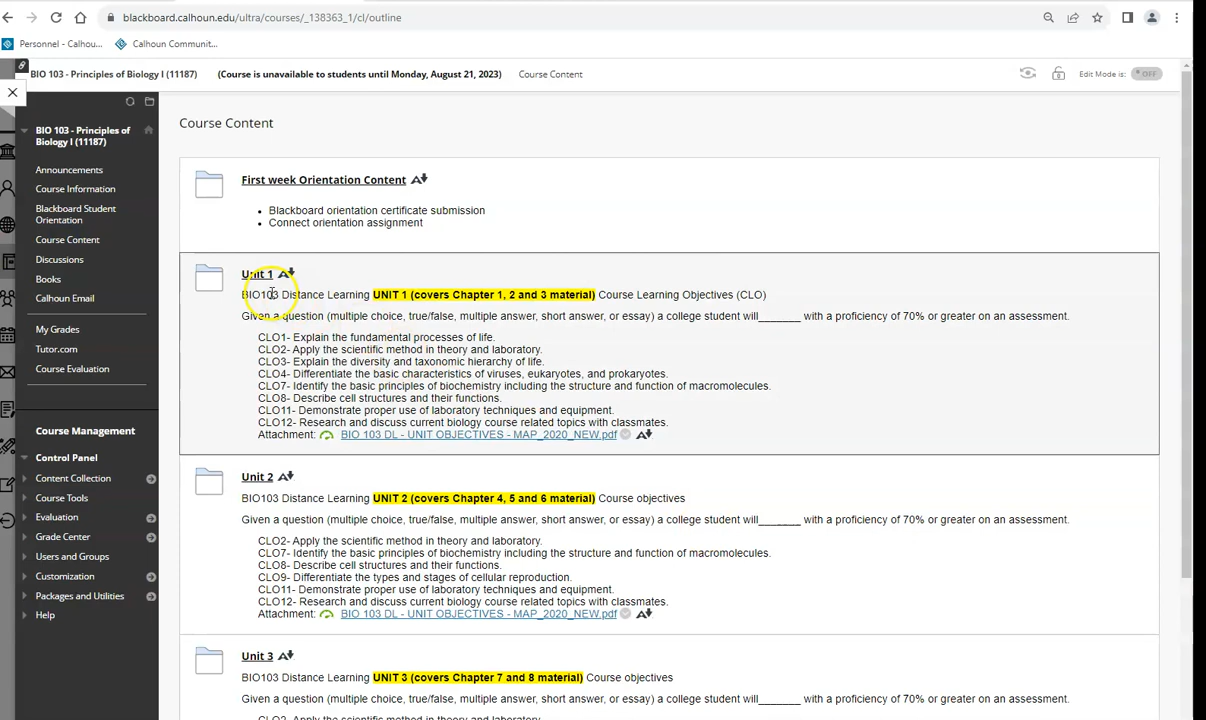 blackboard.calhoun.edu/ultra/courses/_138363_1/cl/outline
Personnel - Calhou...
Calhoun Communit...
BIO 103 - Principles of Biology I (11187)
(Course is unavailable to students until Monday, August 21, 2023)
Course Content
Edit Mode is:
OFF
BIO 103 - Principles of
Biology I (11187)
Announcements
Course Information
Blackboard Student
Orientation
Course Content
Discussions
Books
Calhoun Email
My Grades
Tutor.com
Course Evaluation
Course Management
Control Panel
Content Collection
Course Tools
Evaluation
Grade Center
Users and Groups
Customization
Packages and Utilities
Help
Course Content
First week Orientation Content
• Blackboard orientation certificate submission
• Connect orientation assignment
Unit 1
BIO103 Distance Learning UNIT 1 (covers Chapter 1, 2 and 3 material) Course Learning Objectives (CLO)
Given a question (multiple choice, true/false, multiple answer, short answer, or essay) a college student will_______ with a proficiency of 70% or greater on an assessment.
CLO1- Explain the fundamental processes of life.
CLO2- Apply the scientific method in theory and laboratory.
CLO3- Explain the diversity and taxonomic hierarchy of life.
CLO4- Differentiate the basic characteristics of viruses, eukaryotes, and prokaryotes.
CLO7- Identify the basic principles of biochemistry including the structure and function of macromolecules.
CLO8- Describe cell structures and their functions.
CLO11- Demonstrate proper use of laboratory techniques and equipment.
CLO12- Research and discuss current biology course related topics with classmates.
Attachment: BIO 103 DL - UNIT OBJECTIVES - MAP_2020_NEW.pdf
Unit 2
BIO103 Distance Learning UNIT 2 (covers Chapter 4, 5 and 6 material) Course objectives
Given a question (multiple choice, true/false, multiple answer, short answer, or essay) a college student will_______ with a proficiency of 70% or greater on an assessment.
CLO2- Apply the scientific method in theory and laboratory.
CLO7- Identify the basic principles of biochemistry including the structure and function of macromolecules.
CLO8- Describe cell structures and their functions.
CLO9- Differentiate the types and stages of cellular reproduction.
CLO11- Demonstrate proper use of laboratory techniques and equipment.
CLO12- Research and discuss current biology course related topics with classmates.
Attachment: BIO 103 DL - UNIT OBJECTIVES - MAP_2020_NEW.pdf
Unit 3
BIO103 Distance Learning UNIT 3 (covers Chapter 7 and 8 material) Course objectives
Given a question (multiple choice, true/false, multiple answer, short answer, or essay) a college student will_______ with a proficiency of 70% or greater on an assessment.
CLO2- Apply the scientific method in theory and laboratory.